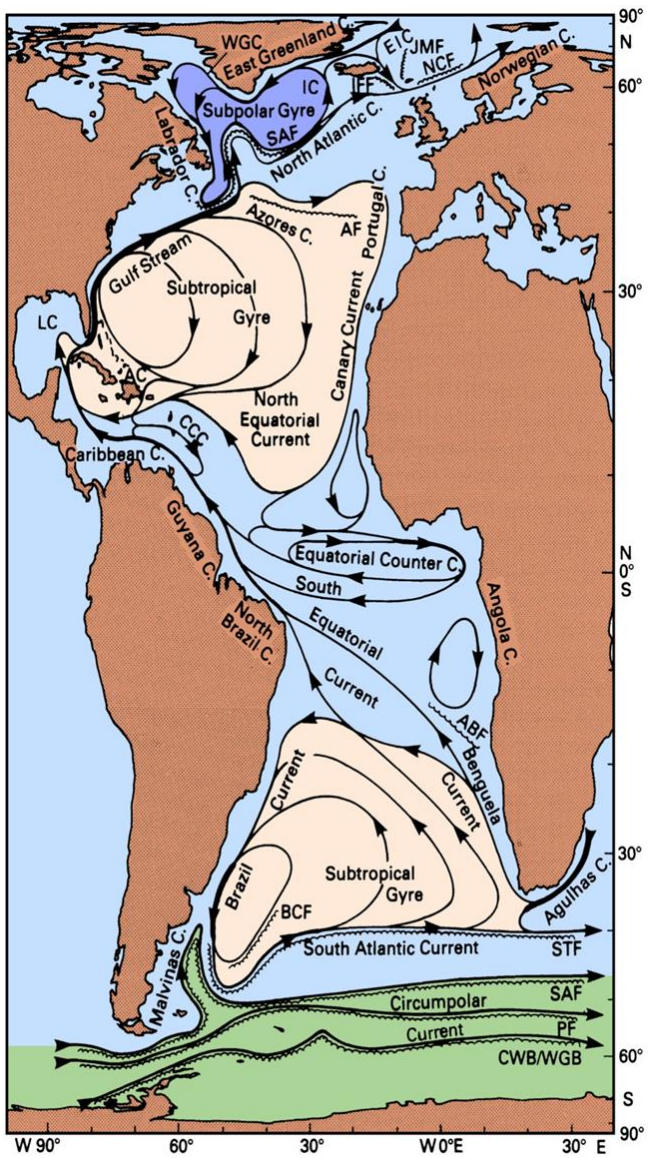 90°
N
WGC
East Greenland C.
EIC
JMF
NCF
Norwegian C.
IFF
IC
60°
Subpolar Gyre
SAF
North Atlantic C.
Labrador C.
Azores C.
AF
Portugal C.
Gulf Stream
Subtropical
Gyre
30°
LC
Canary Current
AC
North
Equatorial
Current
CCC
Caribbean C.
Guyana C.
Equatorial Counter C.
N
0°
S
South
Equatorial
Current
North
Brazil C.
Angola C.
ABF
Benguela
Current
Current
Brazil
Subtropical
Gyre
30°
BCF
Agulhas C.
South Atlantic Current
STF
Malvinas C.
SAF
Circumpolar
PF
Current
CWB/WGB
60°
S
90°
W 90°
60°
30°
W 0°E
30° E